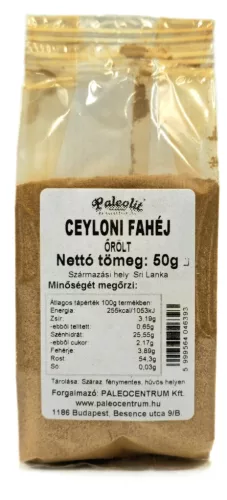 Paleolit
CEYLONI FAHÉJ
ŐRÖLT
Nettó tömeg: 50g
Származási hely Sri Lanka
Minőségét megőrzi:
Átlagos tápérték 100g termékben:
Energia: 255kcal/1053kJ
Zsír: 3,19g
-ebből telített 0,65g
Szénhidrát: 25,55g
-ebből cukor 2,17g
Fehérje: 3,89g
Rost: 54,3g
Só: 0,03g
5 999564 046393
Tárolása: Száraz, fénymentes, hűvös helyen
Forgalmazó: PALEOCENTRUM Kft.
www.paleocentrum.hu
1186 Budapest, Besence utca 9/B.